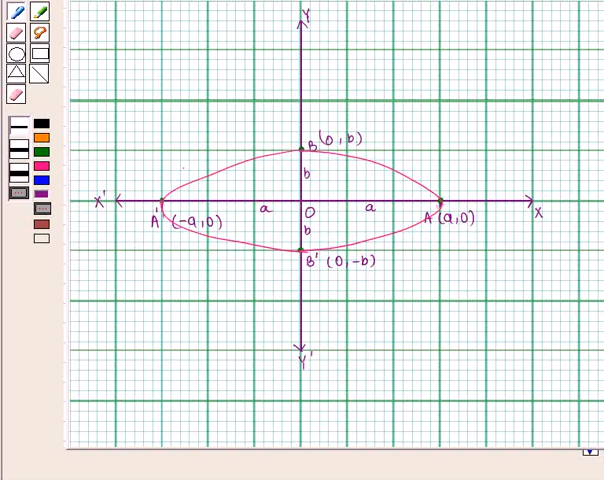 Y
B (0, b)
b
X'
a
O
a
X
A' (-a, 0)
A (a, 0)
b
B' (0, -b)
Y'